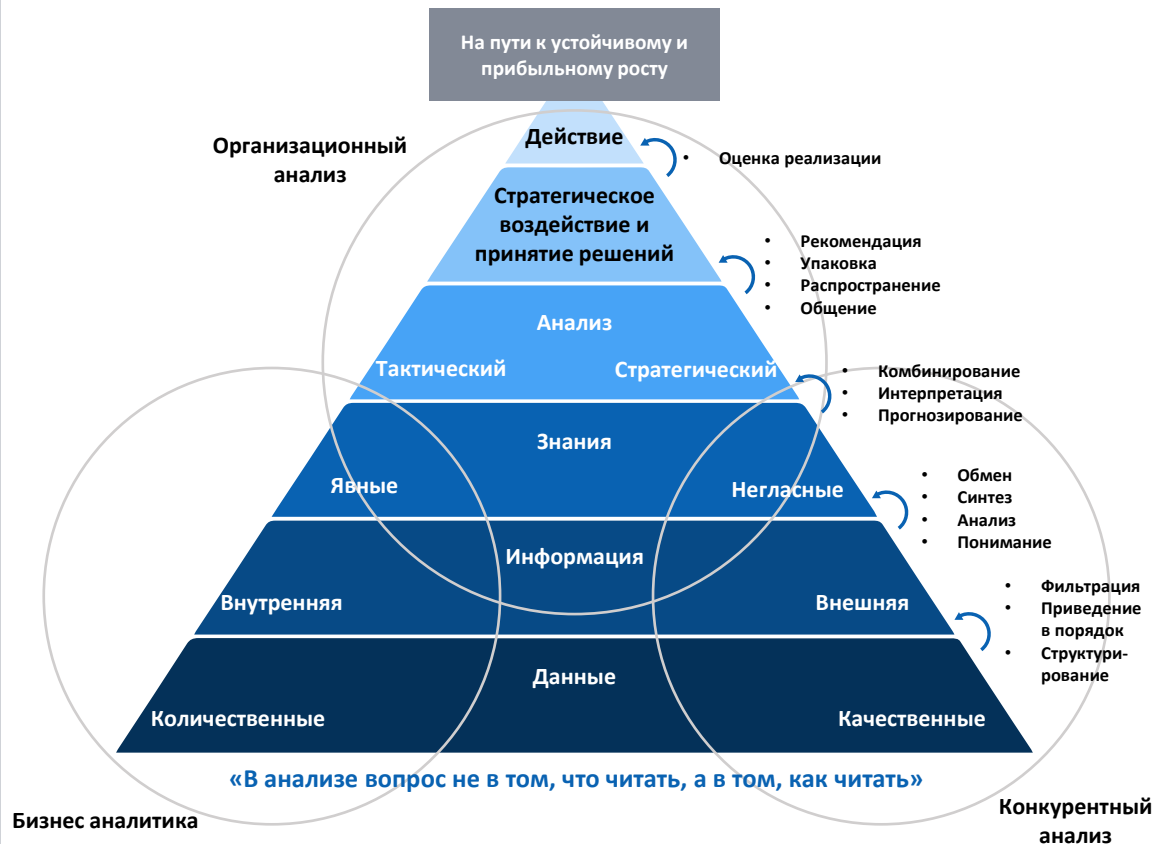 На пути к устойчивому и
прибыльному росту
Организационный
анализ
Действие
• Оценка реализации
Стратегическое
воздействие и
принятие решений
• Рекомендация
• Упаковка
• Распространение
• Общение
Анализ
Тактический
Стратегический
• Комбинирование
• Интерпретация
• Прогнозирование
Знания
Явные
Негласные
• Обмен
• Синтез
• Анализ
• Понимание
Информация
Внутренняя
Внешняя
• Фильтрация
• Приведение
в порядок
• Структури-
рование
Данные
Количественные
Качественные
«В анализе вопрос не в том, что читать, а в том, как читать»
Бизнес аналитика
Конкурентный
анализ